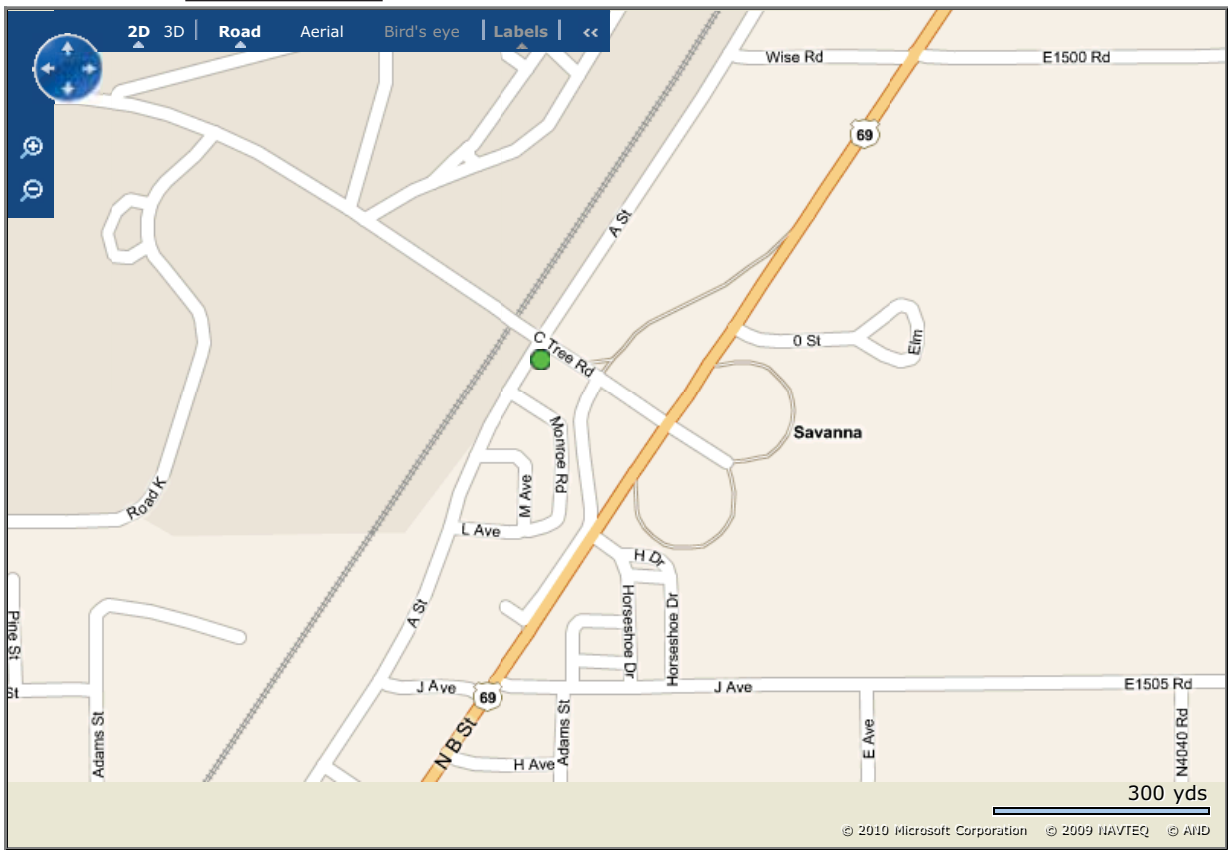 2D 3D | Road Aerial Bird's eye | Labels | <<
Wise Rd
E1500 Rd
69
A St
C Tree Rd
O St
Elm
Savanna
Monroe Rd
M Ave
L Ave
Road K
H Dr
Horseshoe Dr
Horseshoe Dr
A St
Pine St
St
J Ave
69
J Ave
E1505 Rd
Adams St
N B St
Adams St
H Ave
E Ave
N4040 Rd
300 yds
© 2010 Microsoft Corporation © 2009 NAVTEQ © AND